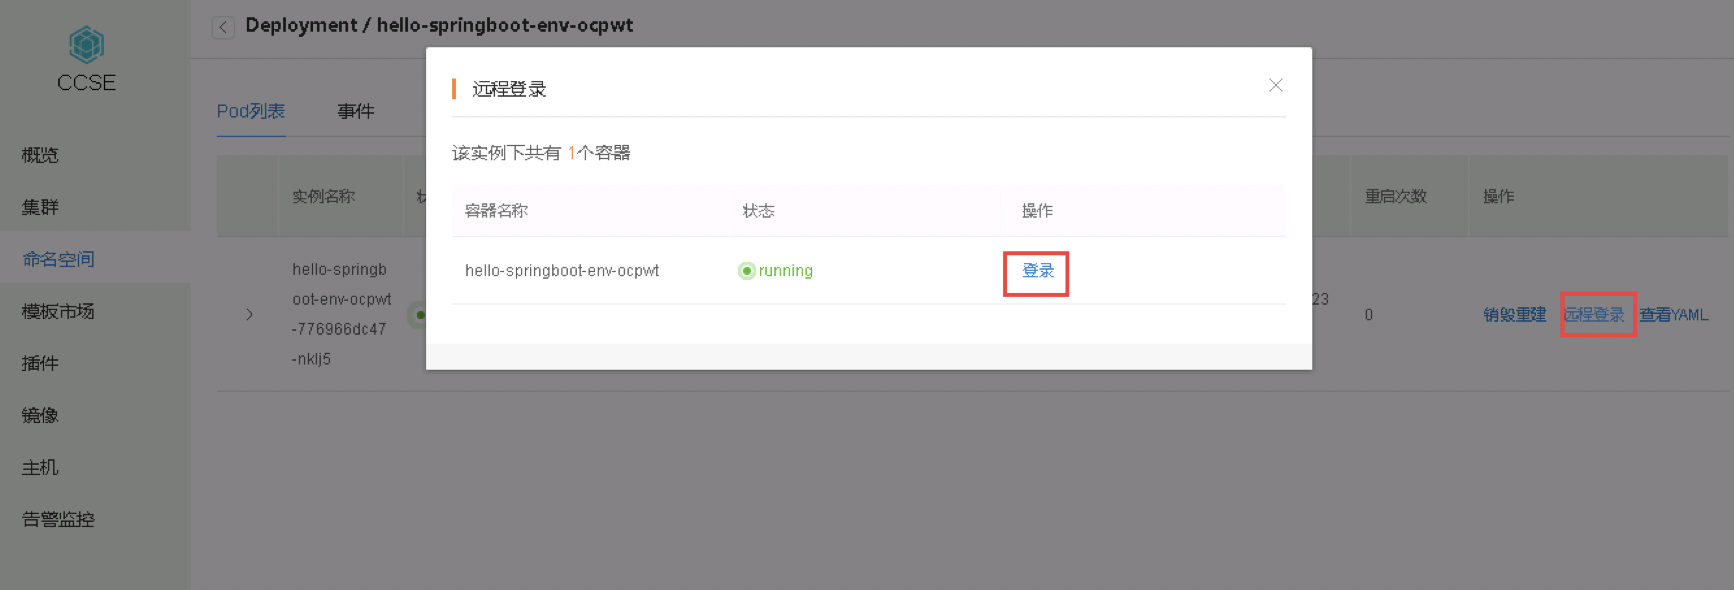 CCSE
概览
集群
命名空间
模板市场
插件
镜像
主机
告警监控
Deployment / hello-springboot-env-ocpwt
Pod列表
事件
实例名称
重启次数
操作
hello-springb
oot-env-ocpwt
-776966dc47
-nklj5
23
0
销毁重建 远程登录 查看YAML
远程登录
该实例下共有 1个容器
容器名称 状态 操作
hello-springboot-env-ocpwt running 登录